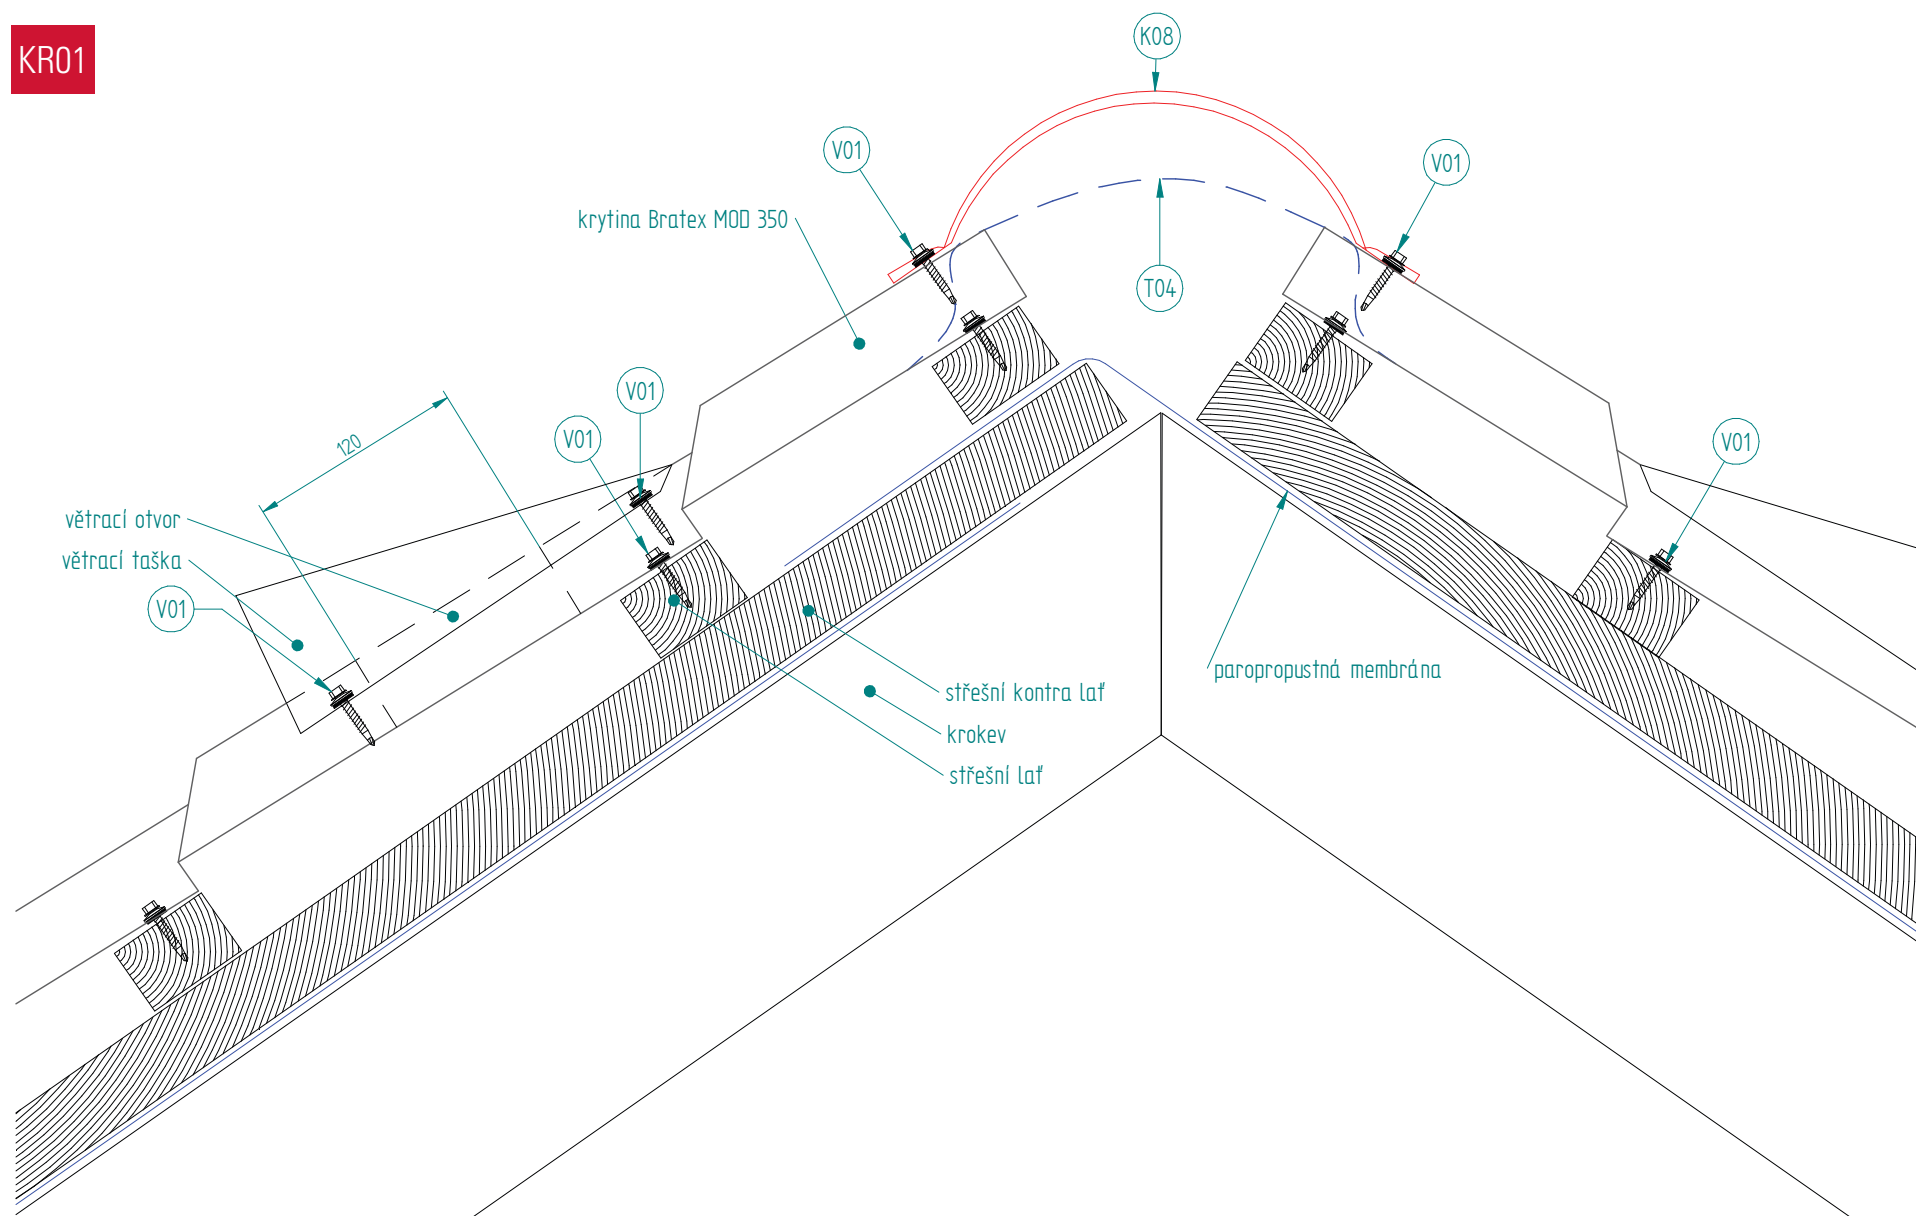 KR01
K08
V01
V01
krytina Bratex MOD 350
T04
V01
V01
120
V01
větrací otvor
větrací taška
V01
střešní kontra lať
paropropustná membrána
krokev
střešní lať